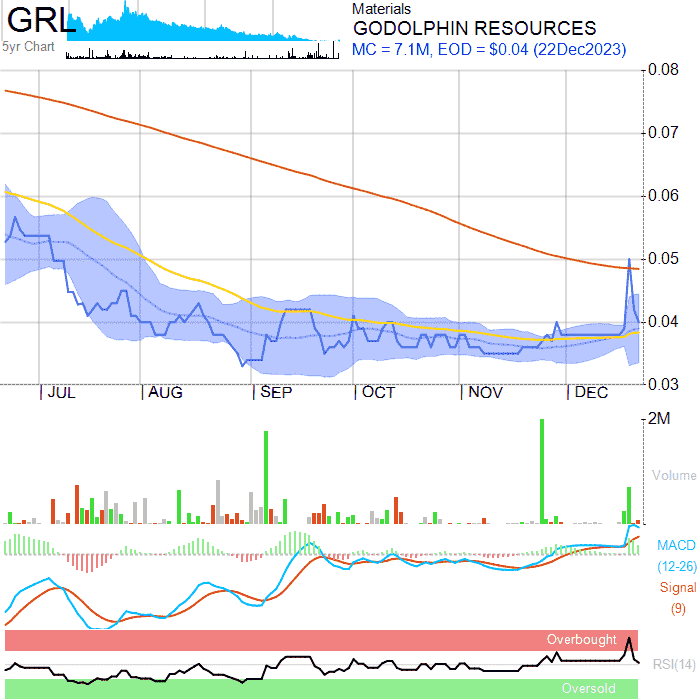 GRL
5yr Chart
Materials
GODOLPHIN RESOURCES
MC = 7.1M, EOD = $0.04 (22Dec2023)
0.08
0.07
0.06
0.05
0.04
0.03
JUL AUG SEP OCT NOV DEC
2M
Volume
MACD
(12-26)
Signal
(9)
Overbought
RSI(14)
Oversold